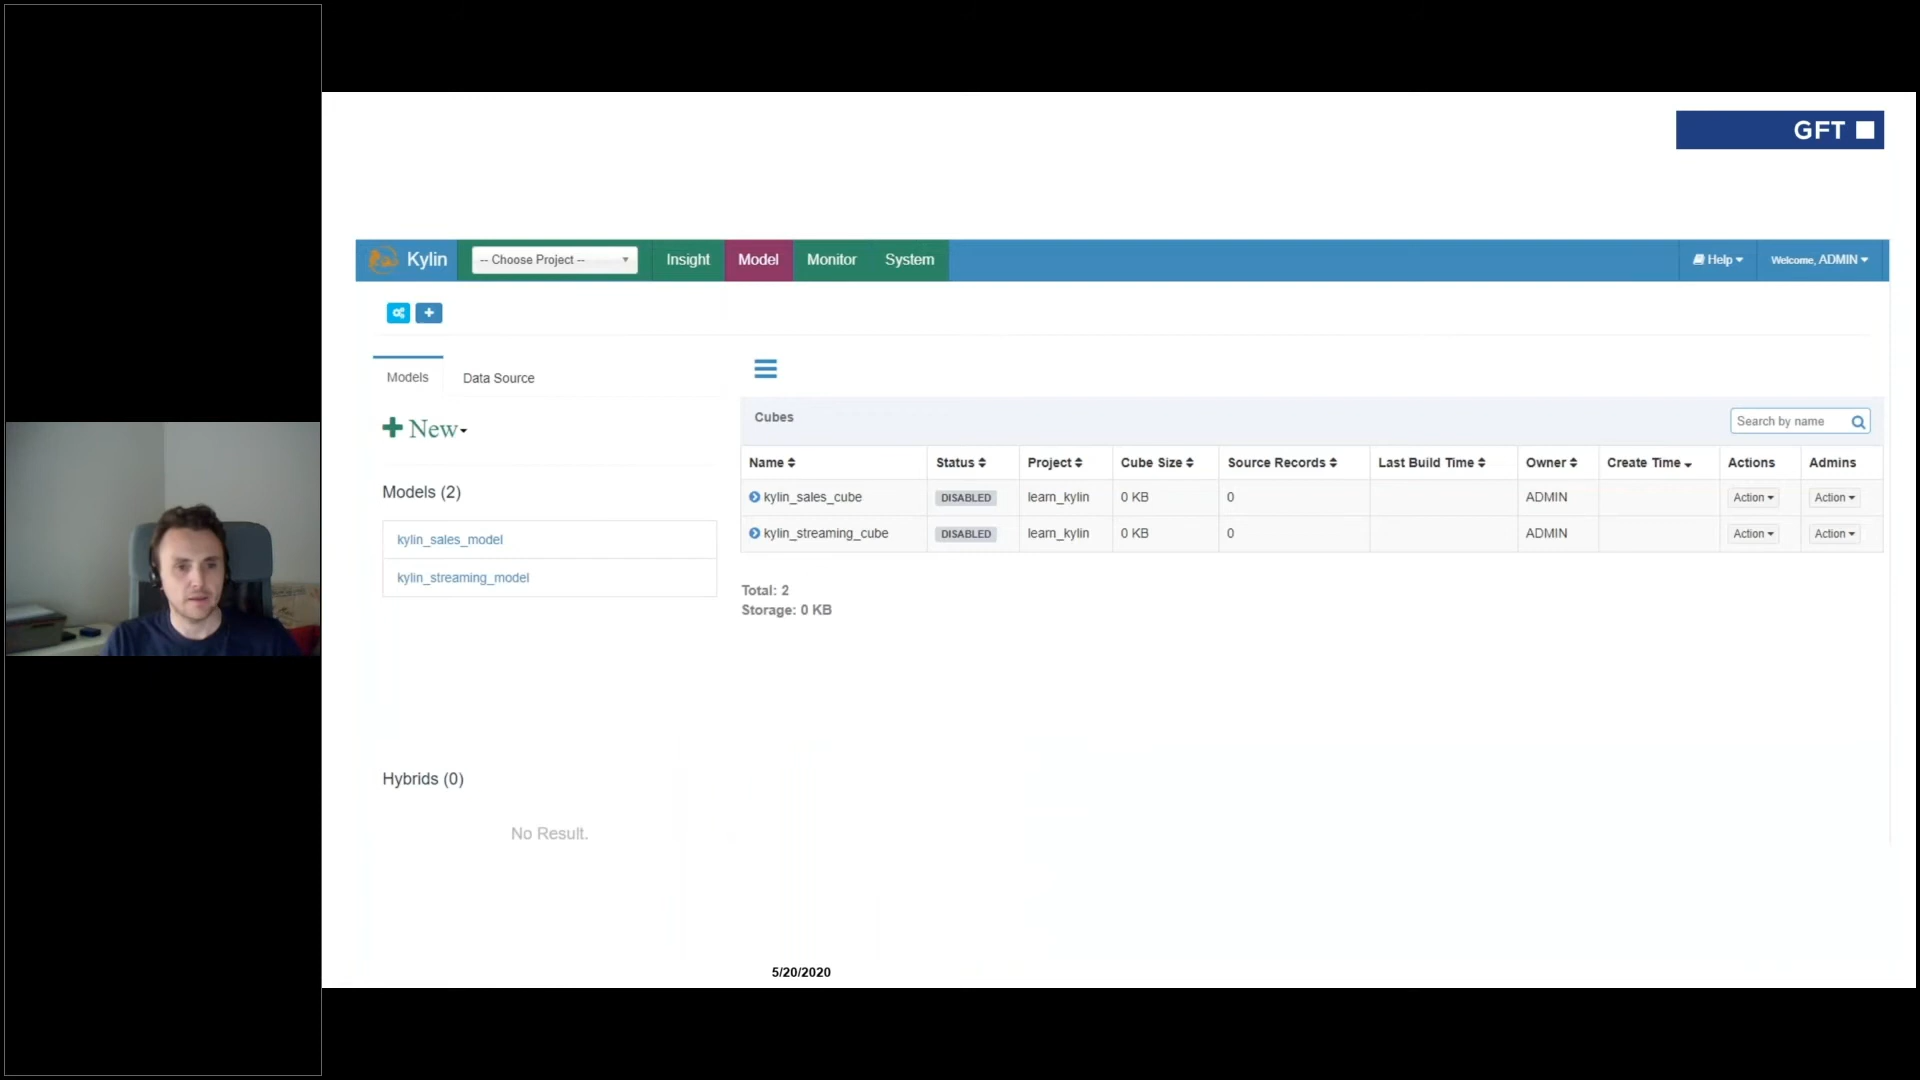 GFT
Kylin
-- Choose Project --
Insight
Model
Monitor
System
Help
Welcome, ADMIN
Models
Data Source
New
Models (2)
kylin_sales_model
kylin_streaming_model
Hybrids (0)
No Result.
Cubes
Search by name
Name Status Project Cube Size Source Records Last Build Time Owner Create Time Actions Admins
kylin_sales_cube DISABLED learn_kylin 0 KB 0 ADMIN Action Action
kylin_streaming_cube DISABLED learn_kylin 0 KB 0 ADMIN Action Action
Total: 2
Storage: 0 KB
5/20/2020